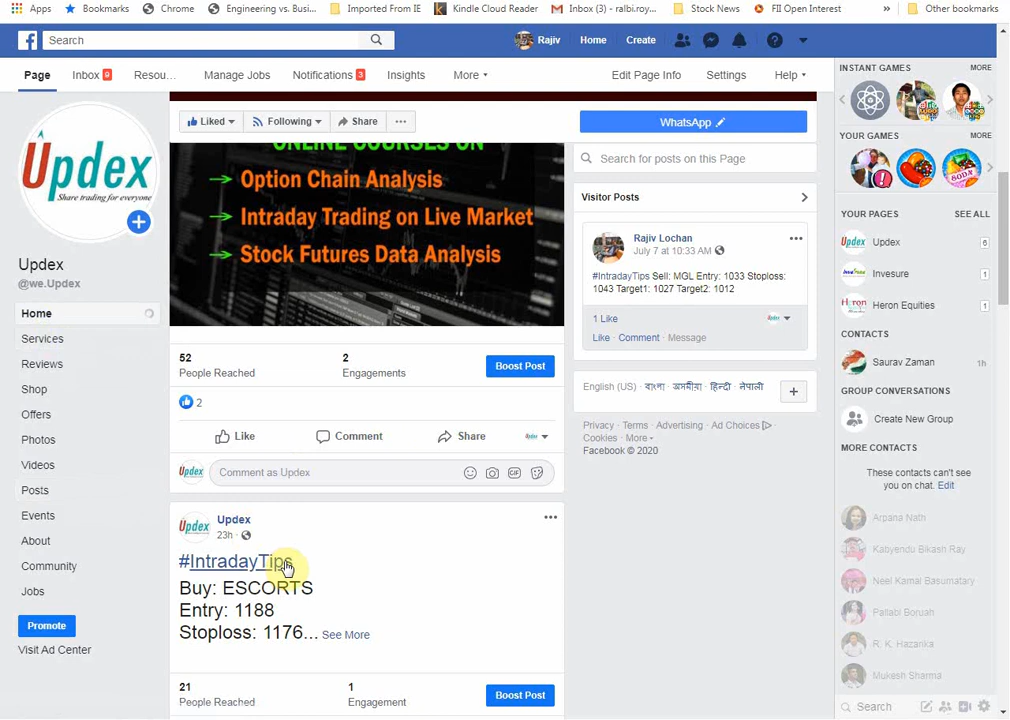 Apps
Bookmarks
Chrome
Engineering vs. Busi...
Imported From IE
Kindle Cloud Reader
Inbox (3) - ralbi.roy...
Stock News
FII Open Interest
»
Other bookmarks
Search
Rajiv
Home
Create
Page
Inbox 9
Resou...
Manage Jobs
Notifications 3
Insights
More
Edit Page Info
Settings
Help
Updex
Share trading for everyone
Updex
@we.Updex
Home
Services
Reviews
Shop
Offers
Photos
Videos
Posts
Events
About
Community
Jobs
Promote
Visit Ad Center
Liked
Following
Share
...
ONLINE COURSES ON
Option Chain Analysis
Intraday Trading on Live Market
Stock Futures Data Analysis
52
People Reached
2
Engagements
Boost Post
2
Like
Comment
Share
Comment as Updex
GIF
Updex
23h
#IntradayTips
Buy: ESCORTS
Entry: 1188
Stoploss: 1176... See More
21
People Reached
1
Engagement
Boost Post
WhatsApp
Search for posts on this Page
Visitor Posts
Rajiv Lochan
July 7 at 10:33 AM
#IntradayTips Sell: MGL Entry: 1033 Stoploss:
1043 Target1: 1027 Target2: 1012
1 Like
Like · Comment · Message
English (US) · বাংলা · অসমীয়া · हिन्दी · नेपाली
Privacy · Terms · Advertising · Ad Choices
Cookies · More
Facebook © 2020
INSTANT GAMES
MORE
YOUR GAMES
MORE
SODA
YOUR PAGES
SEE ALL
Updex
6
Invesure
1
Heron Equities
1
CONTACTS
Saurav Zaman
1h
GROUP CONVERSATIONS
Create New Group
MORE CONTACTS
These contacts can't see
you on chat. Edit
Arpana Nath
Kabyendu Bikash Ray
Neel Kamal Basumatary
Pallabi Boruah
R. K. Hazarika
Mukesh Sharma
Search